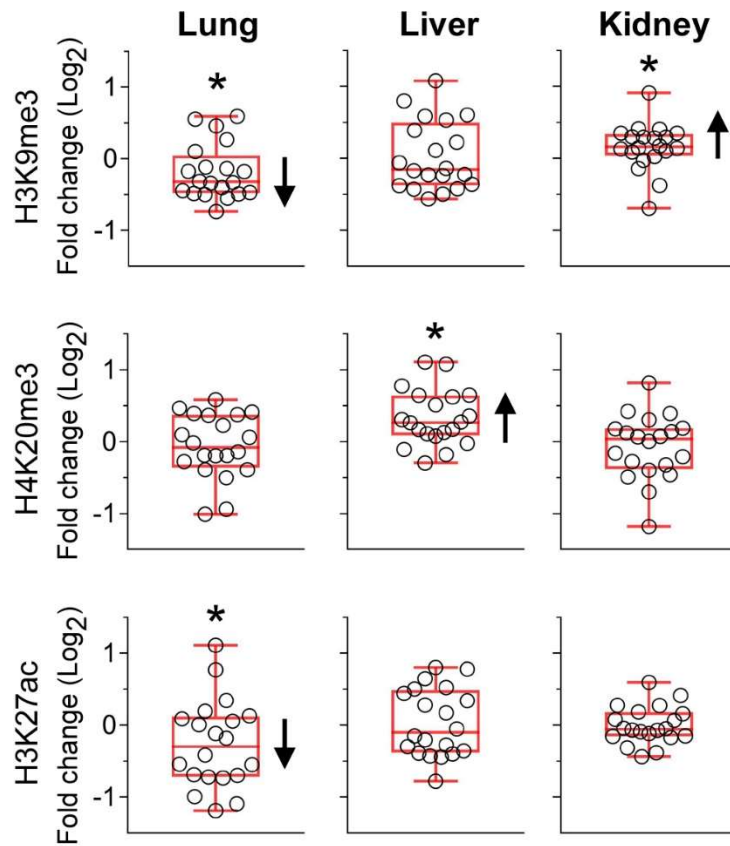 Lung Liver Kidney
H3K9me3
Fold change (Log2)
1
0
-1
*
*
H4K20me3
Fold change (Log2)
1
0
-1
*
H3K27ac
Fold change (Log2)
1
0
-1
*